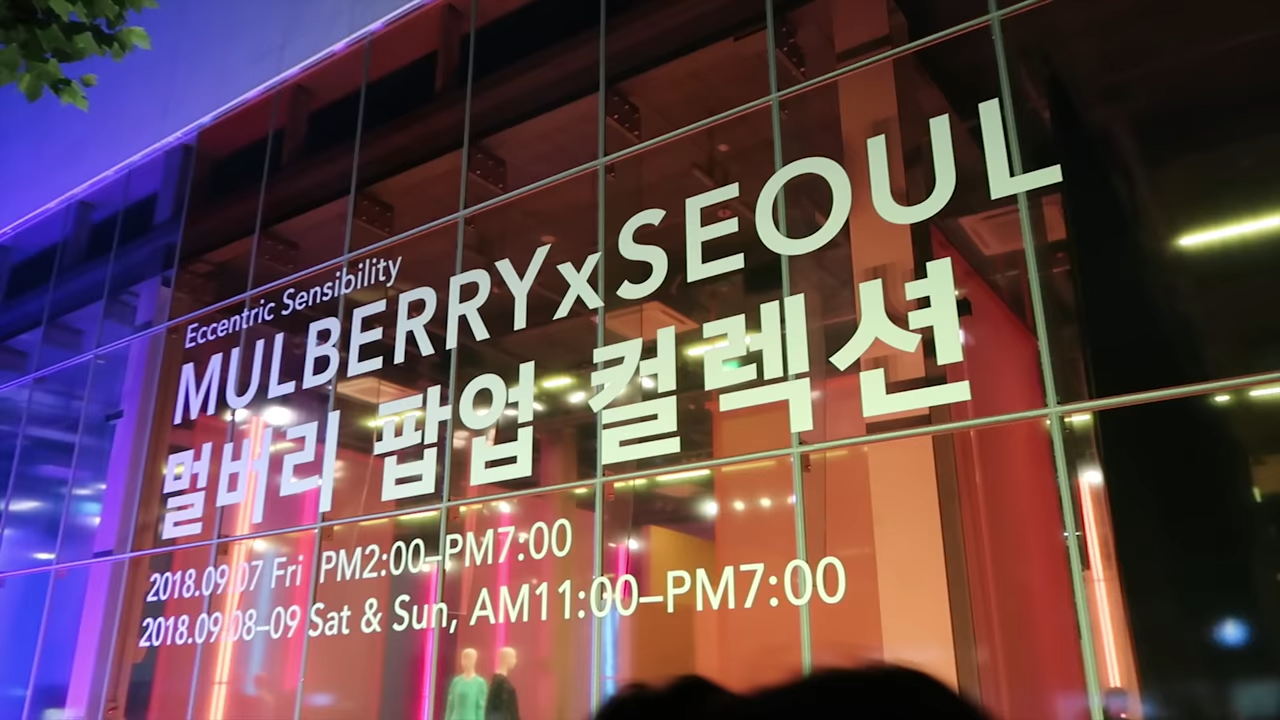 Eccentric Sensibility
MULBERRYxSEOUL
멀버리 팝업 컬렉션
2018.09.07 Fri PM2:00–PM7:00
2018.09.08–09 Sat & Sun, AM11:00–PM7:00